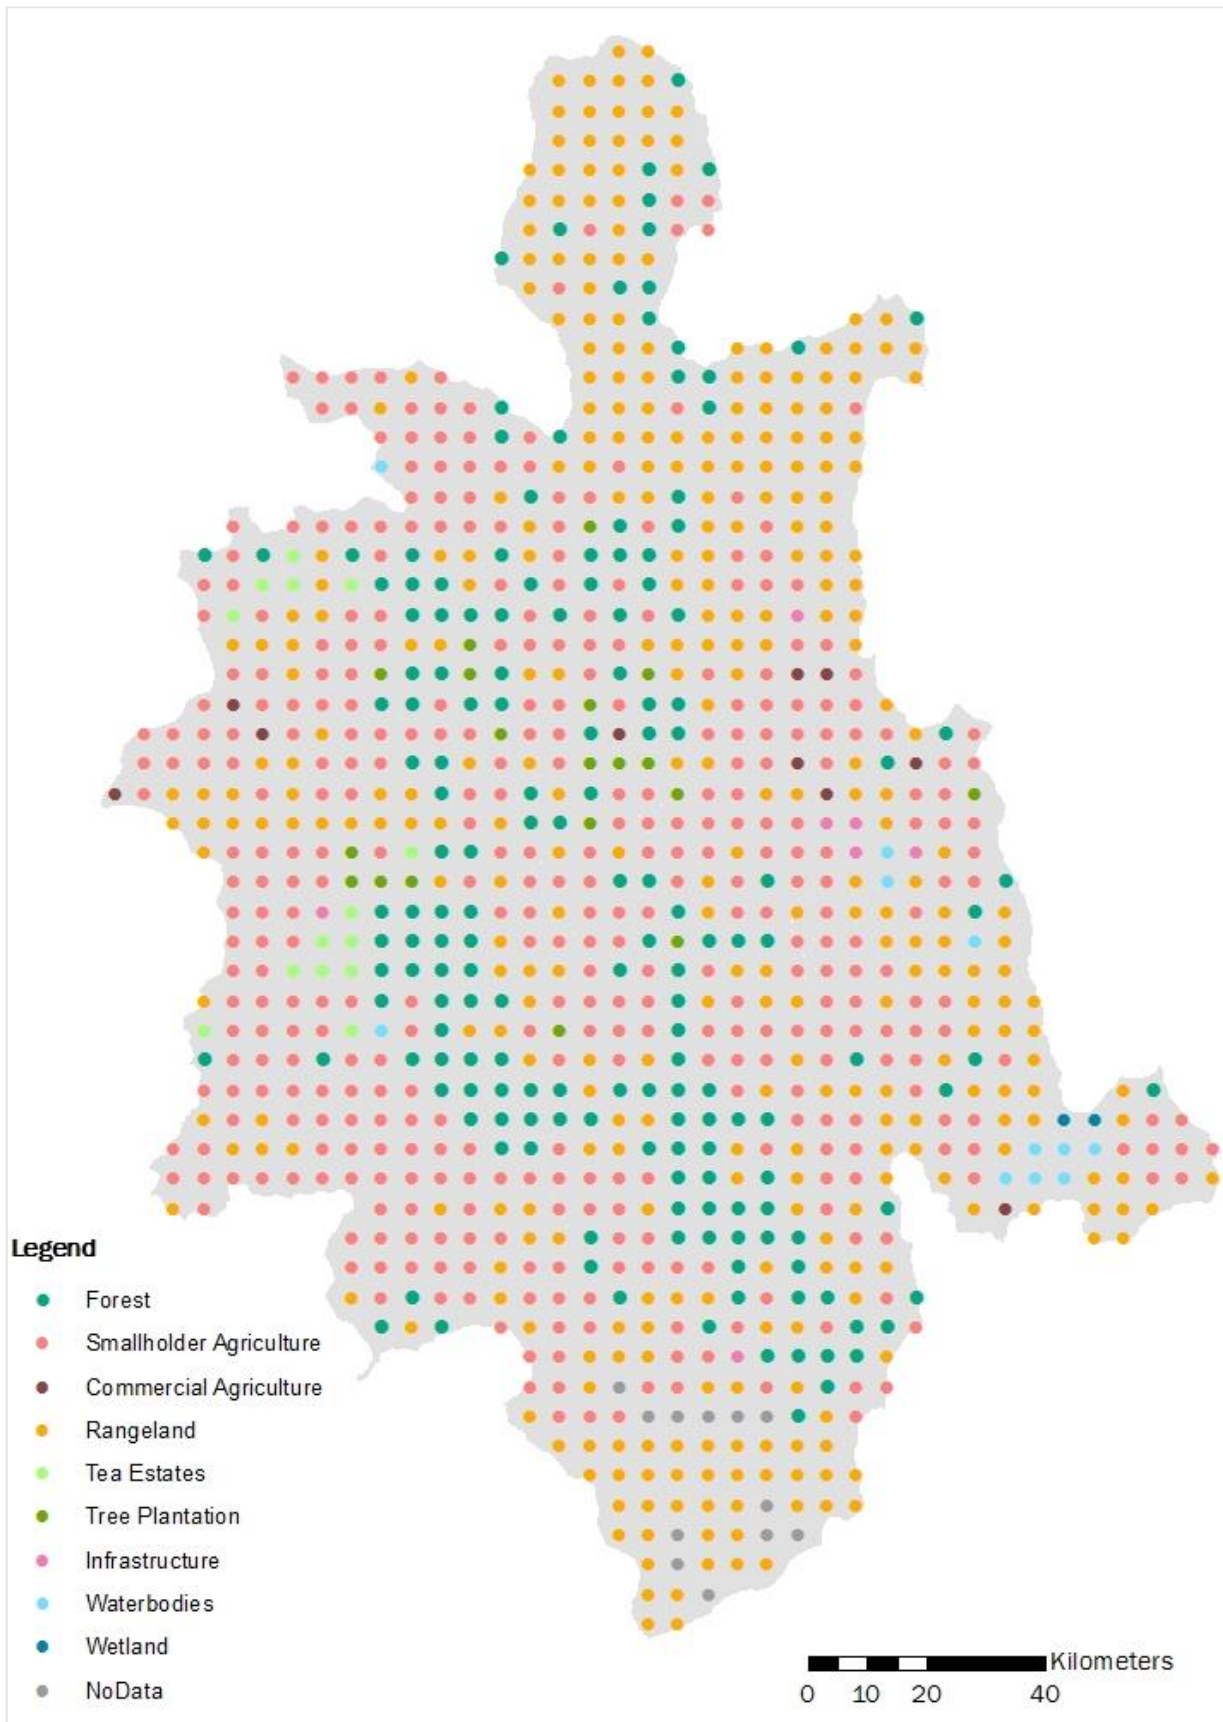 Legend
Forest
Smallholder Agriculture
Commercial Agriculture
Rangeland
Tea Estates
Tree Plantation
Infrastructure
Waterbodies
Wetland
NoData
Kilometers
0 10 20 40